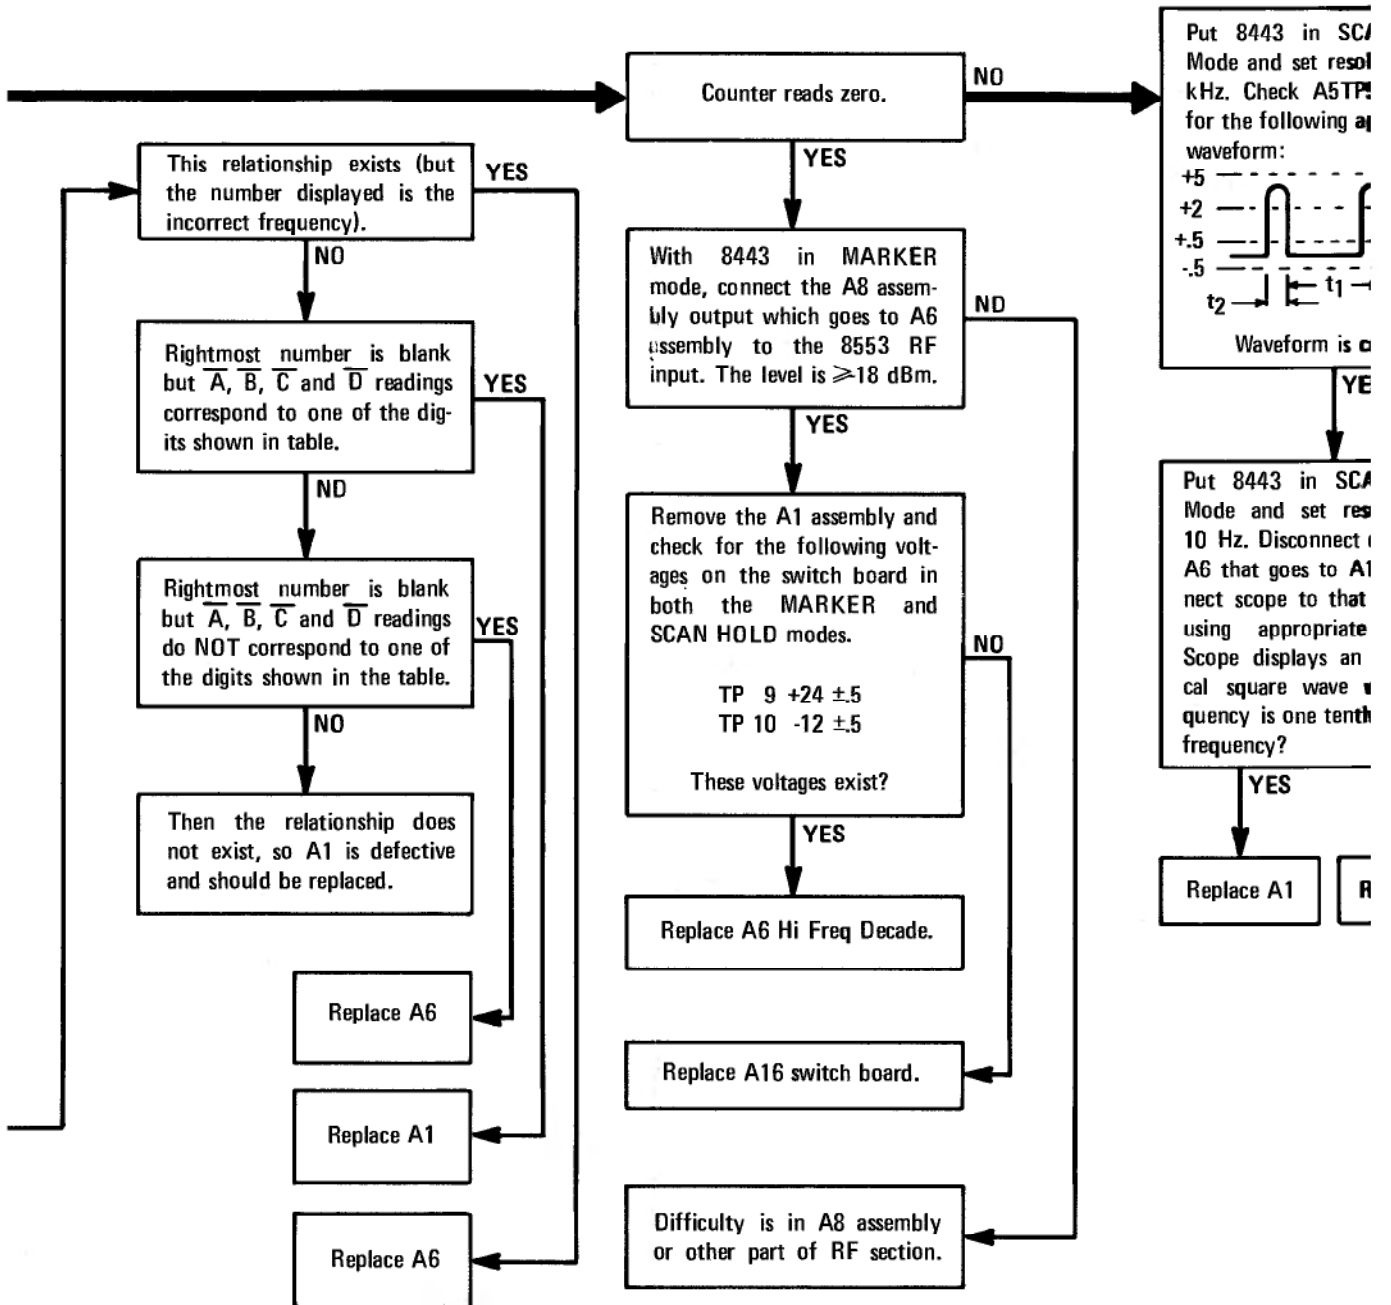 Counter reads zero.
NO
YES
This relationship exists (but
the number displayed is the
incorrect frequency).
YES
NO
Rightmost number is blank
but A, B, C and D readings
correspond to one of the dig-
its shown in table.
YES
ND
Rightmost number is blank
but A, B, C and D readings
do NOT correspond to one of
the digits shown in the table.
YES
NO
Then the relationship does
not exist, so A1 is defective
and should be replaced.
Replace A6
Replace A1
Replace A6
With 8443 in MARKER
mode, connect the A8 assem-
bly output which goes to A6
assembly to the 8553 RF
input. The level is ≥-18 dBm.
ND
YES
Remove the A1 assembly and
check for the following volt-
ages on the switch board in
both the MARKER and
SCAN HOLD modes.
TP 9 +24 ±.5
TP 10 -12 ±.5
These voltages exist?
NO
YES
Replace A6 Hi Freq Decade.
Replace A16 switch board.
Difficulty is in A8 assembly
or other part of RF section.
Put 8443 in
Mode and set
kHz. Check
for the following
waveform:
+5
+2
+.5
-.5
t2
t1
Waveform is
YE
Put 8443 in
Mode and set
10 Hz. Disconnect
A6 that goes to
nect scope to that
using appropriate
Scope displays an
cal square wave
quency is one
frequency?
YES
Replace A1